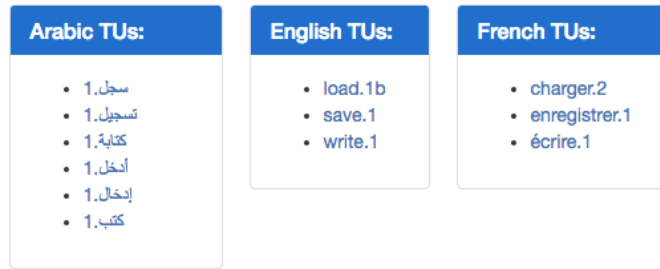 Arabic TUs:
سجل.1
تسجيل.1
كتابة.1
أدخل.1
إدخال.1
كتب.1
English TUs:
load.1b
save.1
write.1
French TUs:
charger.2
enregistrer.1
écrire.1